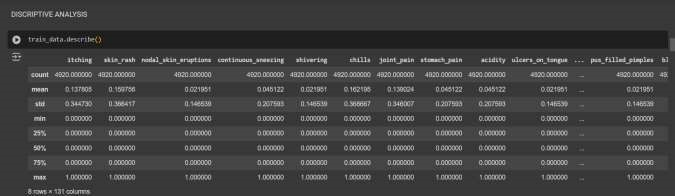 DISCRIPTIVE ANALYSIS
train_data.describe()
itching skin_rash nodal_skin_eruptions continuous_sneezing shivering chills joint_pain stomach_pain acidity ulcers_on_tongue ... pus_filled_pimples bl
count 4920.000000 4920.000000 4920.000000 4920.000000 4920.000000 4920.000000 4920.000000 4920.000000 4920.000000 4920.000000 ... 4920.000000 492
mean 0.137805 0.159756 0.021951 0.045122 0.021951 0.162195 0.139024 0.045122 0.045122 0.021951 ... 0.021951
std 0.344730 0.366417 0.146539 0.207593 0.146539 0.368667 0.346007 0.207593 0.207593 0.146539 ... 0.146539
min 0.000000 0.000000 0.000000 0.000000 0.000000 0.000000 0.000000 0.000000 0.000000 0.000000 ... 0.000000
25% 0.000000 0.000000 0.000000 0.000000 0.000000 0.000000 0.000000 0.000000 0.000000 0.000000 ... 0.000000
50% 0.000000 0.000000 0.000000 0.000000 0.000000 0.000000 0.000000 0.000000 0.000000 0.000000 ... 0.000000
75% 0.000000 0.000000 0.000000 0.000000 0.000000 0.000000 0.000000 0.000000 0.000000 0.000000 ... 0.000000
max 1.000000 1.000000 1.000000 1.000000 1.000000 1.000000 1.000000 1.000000 1.000000 1.000000 ... 1.000000
8 rows × 131 columns